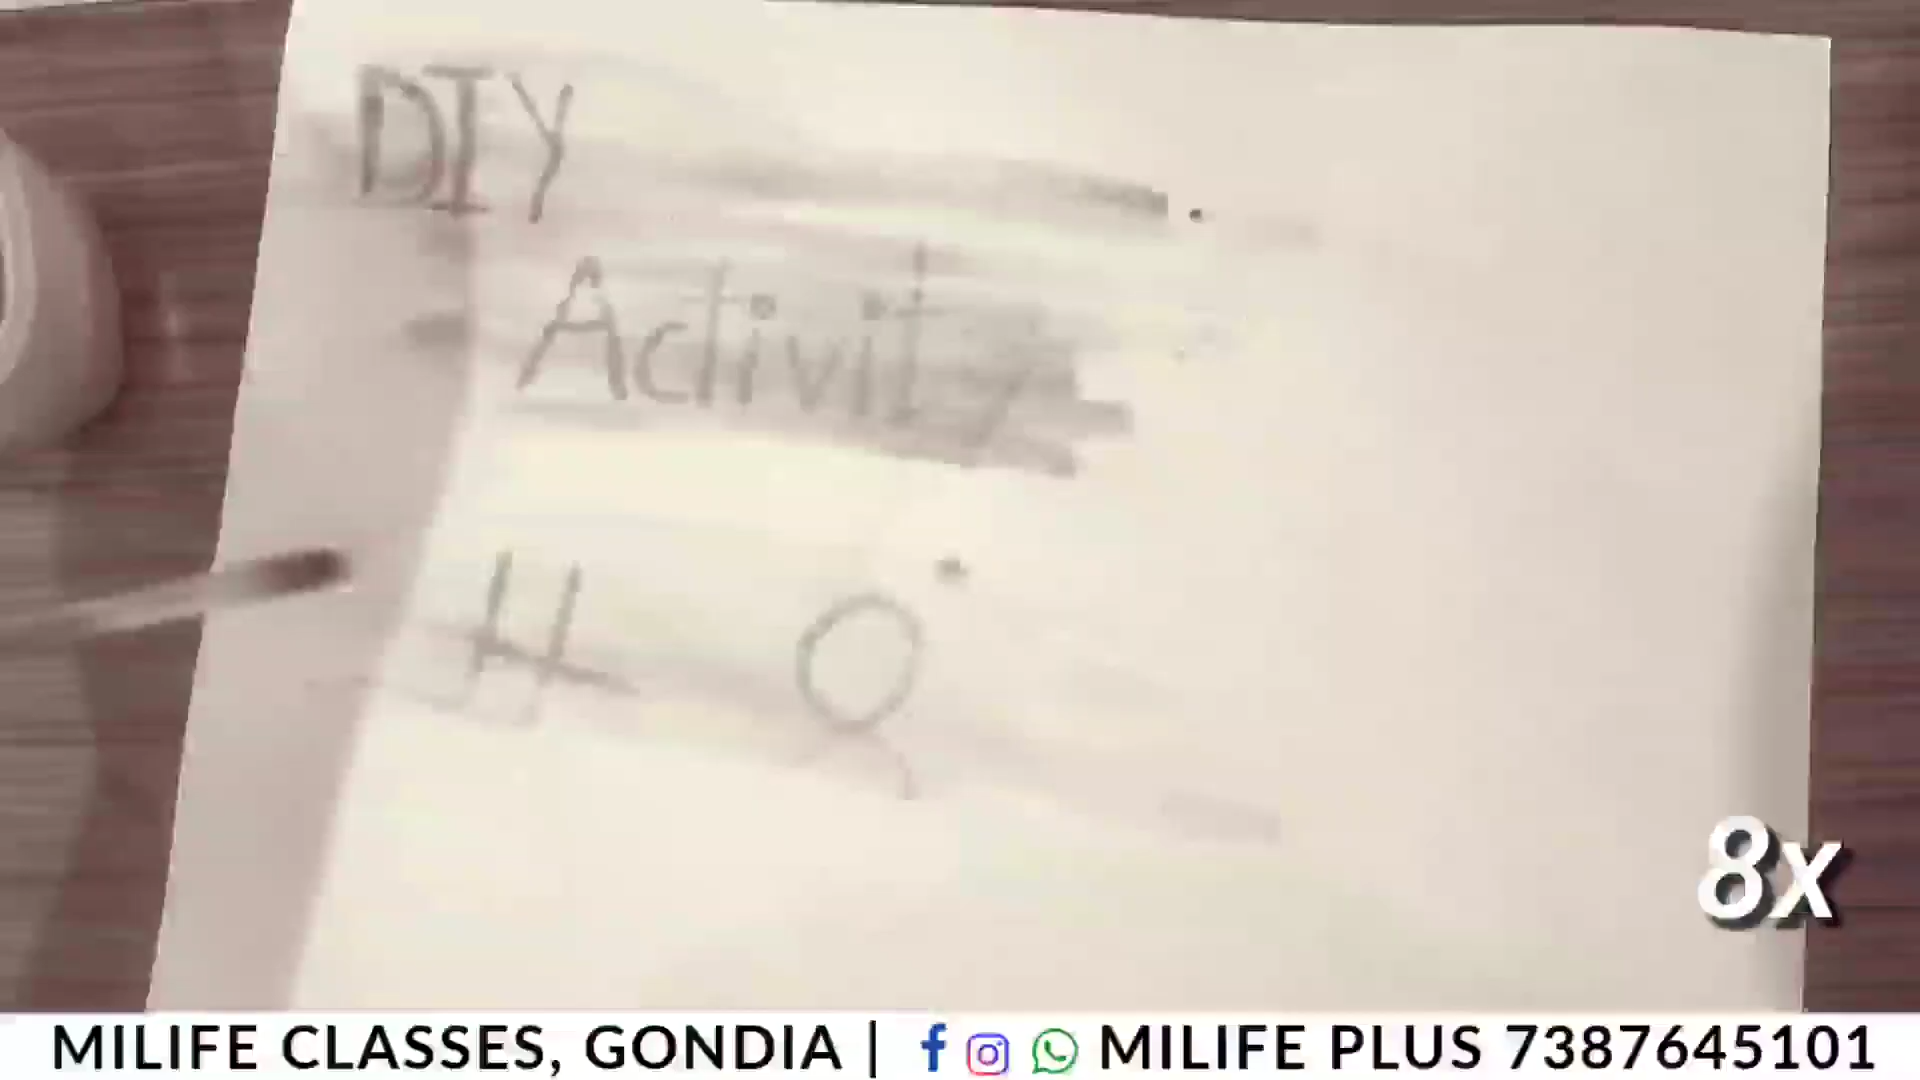 DIY
Activity
H O
8x
MILIFE CLASSES, GONDIA | MILIFE PLUS 7387645101